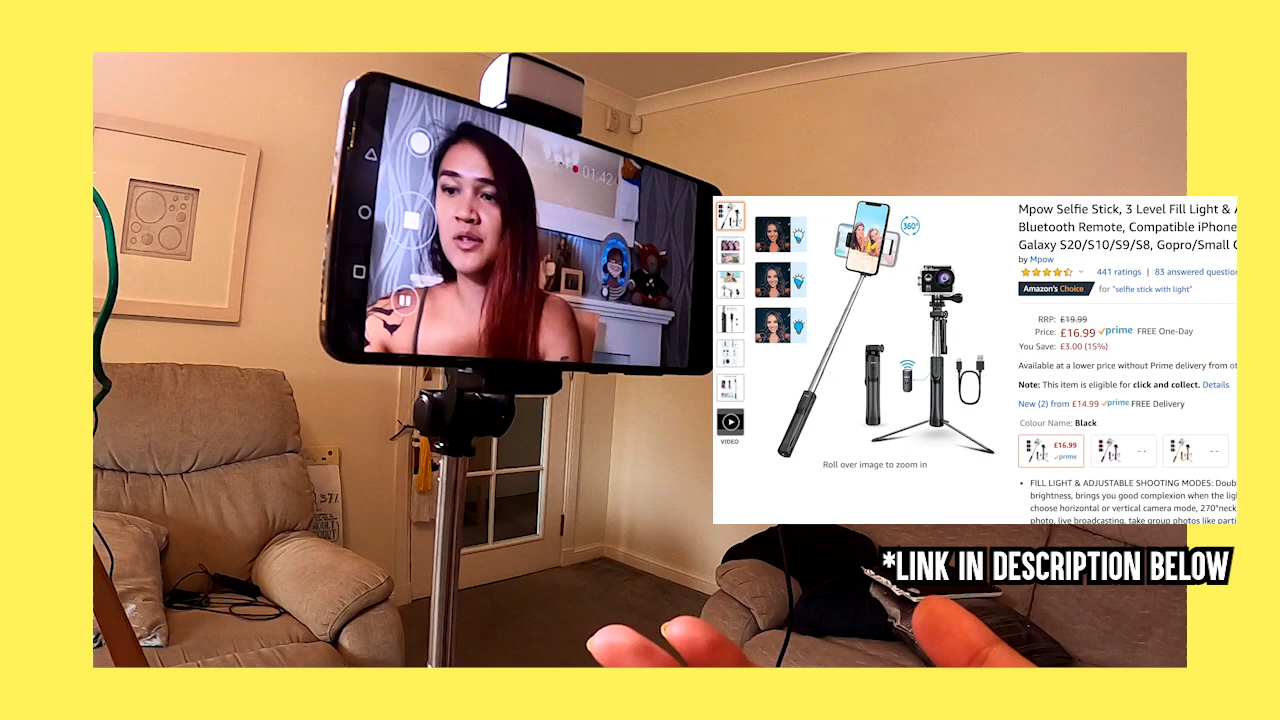 01:42
360°
Mpow Selfie Stick, 3 Level Fill Light &
Bluetooth Remote, Compatible iPhone
Galaxy S20/S10/S9/S8, Gopro/Small
by Mpow
441 ratings | 83 answered
Amazon's Choice for "selfie stick with light"
RRP: £19.99
Price: £16.99 prime FREE One-Day
You Save: £3.00 (15%)
Available at a lower price without Prime delivery from
Note: This item is eligible for click and collect. Details
New (2) from £14.99 prime FREE Delivery
Colour Name: Black
£16.99
prime
- -
- -
VIDEO
Roll over image to zoom in
• FILL LIGHT & ADJUSTABLE SHOOTING MODES:
brightness, brings you good complexion when the
choose horizontal or vertical camera mode, 270°neck
photo, live broadcasting, take group photos like
*LINK IN DESCRIPTION BELOW